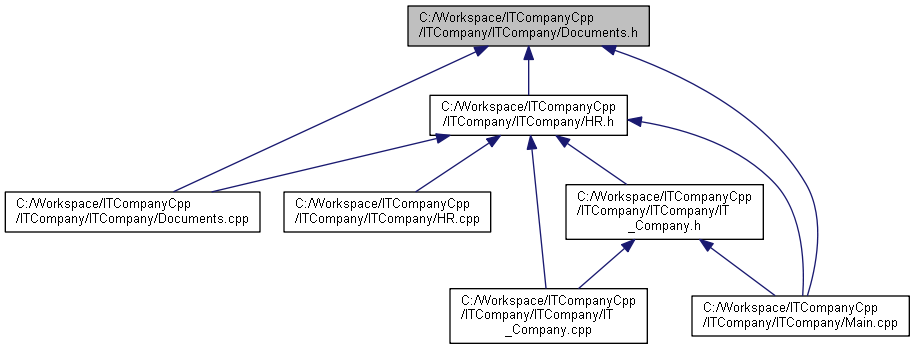 C:/Workspace/ITCompanyCpp
/ITCompany/ITCompany/Documents.h
C:/Workspace/ITCompanyCpp
/ITCompany/ITCompany/HR.h
C:/Workspace/ITCompanyCpp
/ITCompany/ITCompany/Documents.cpp
C:/Workspace/ITCompanyCpp
/ITCompany/ITCompany/HR.cpp
C:/Workspace/ITCompanyCpp
/ITCompany/ITCompany/IT
_Company.h
C:/Workspace/ITCompanyCpp
/ITCompany/ITCompany/IT
_Company.cpp
C:/Workspace/ITCompanyCpp
/ITCompany/ITCompany/Main.cpp